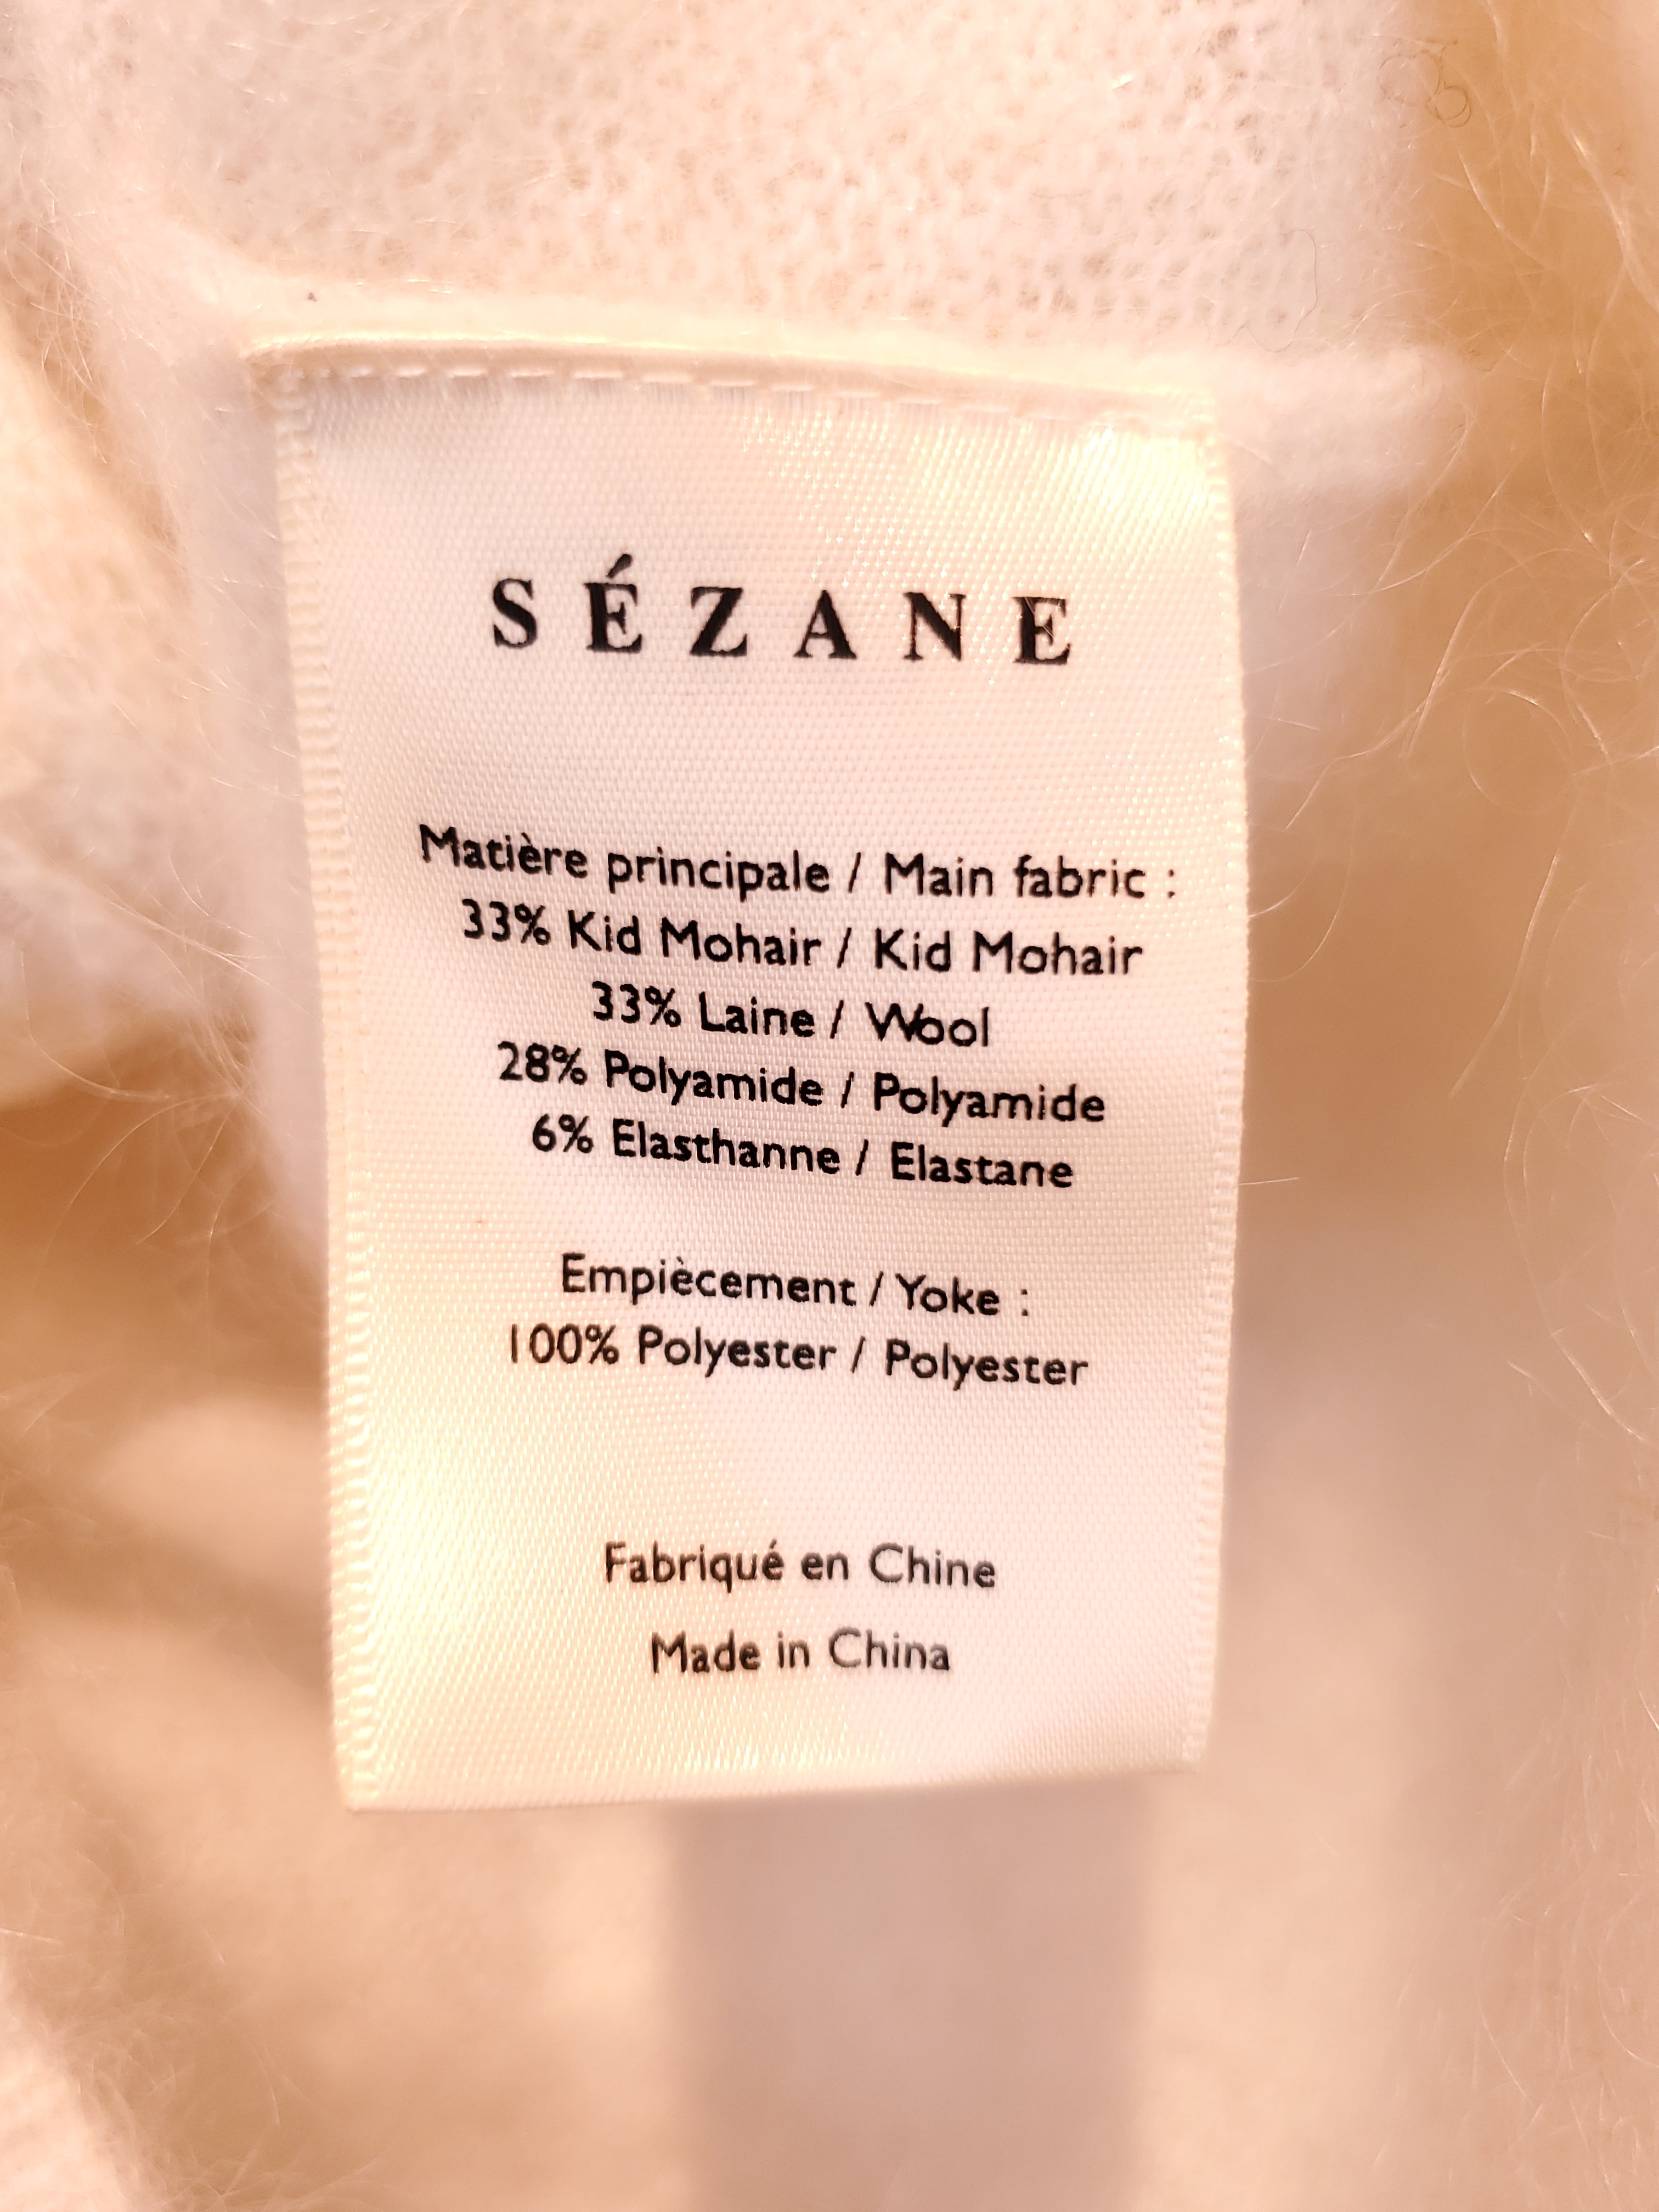 SÉZANE
Matière principale / Main fabric :
33% Kid Mohair / Kid Mohair
33% Laine / Wool
28% Polyamide / Polyamide
6% Elasthanne / Elastane
Empiècement / Yoke :
100% Polyester / Polyester
Fabriqué en Chine
Made in China